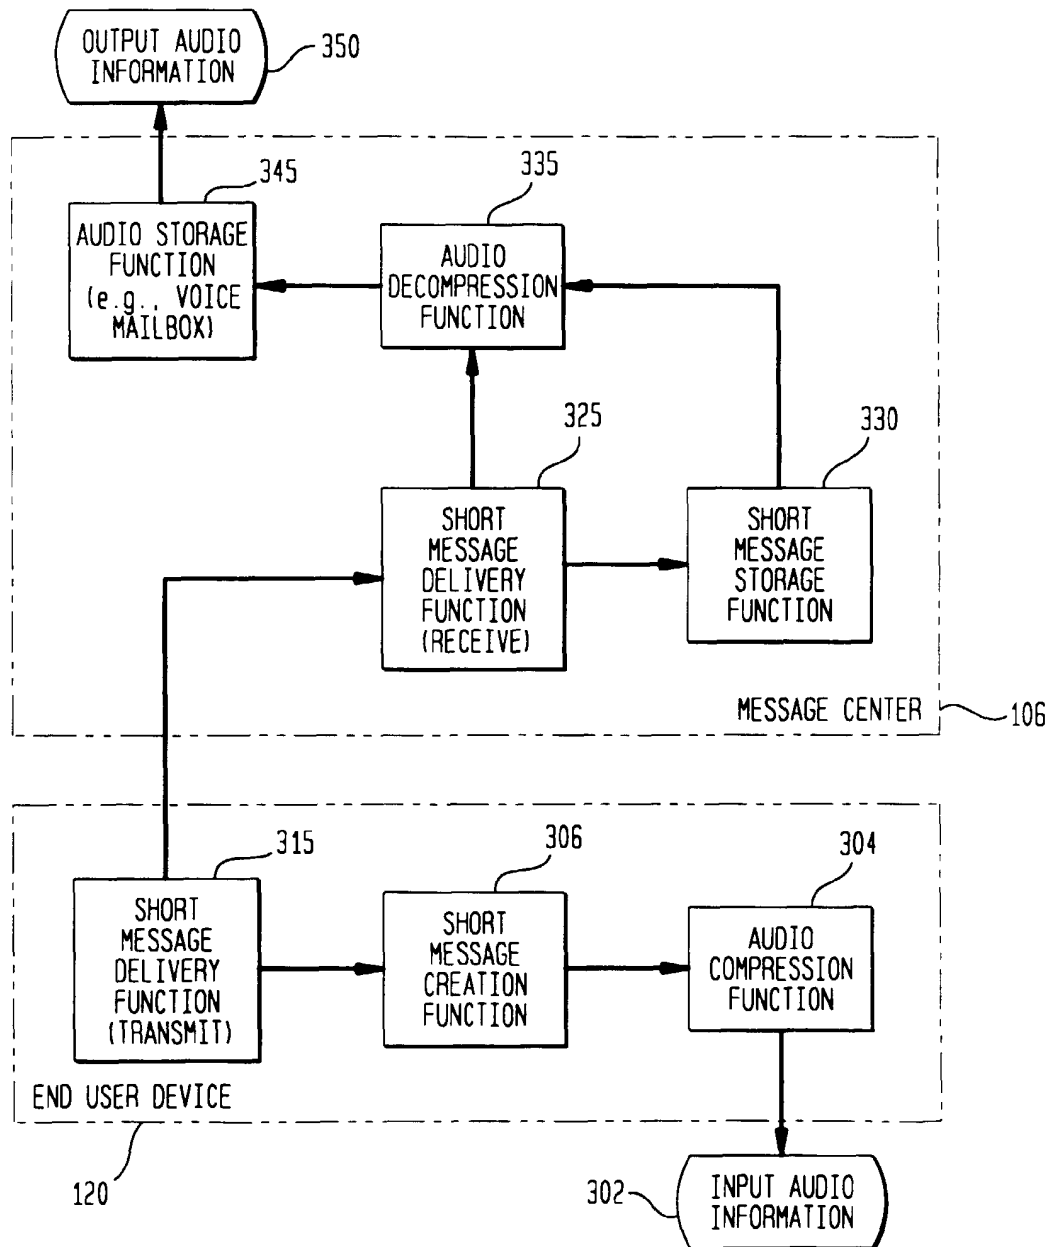 OUTPUT AUDIO
INFORMATION
350
345
AUDIO STORAGE
FUNCTION
(e.g., VOICE
MAILBOX)
335
AUDIO
DECOMPRESSION
FUNCTION
325
SHORT
MESSAGE
DELIVERY
FUNCTION
(RECEIVE)
330
SHORT
MESSAGE
STORAGE
FUNCTION
MESSAGE CENTER
106
315
SHORT
MESSAGE
DELIVERY
FUNCTION
(TRANSMIT)
306
SHORT
MESSAGE
CREATION
FUNCTION
304
AUDIO
COMPRESSION
FUNCTION
END USER DEVICE
120
302
INPUT AUDIO
INFORMATION